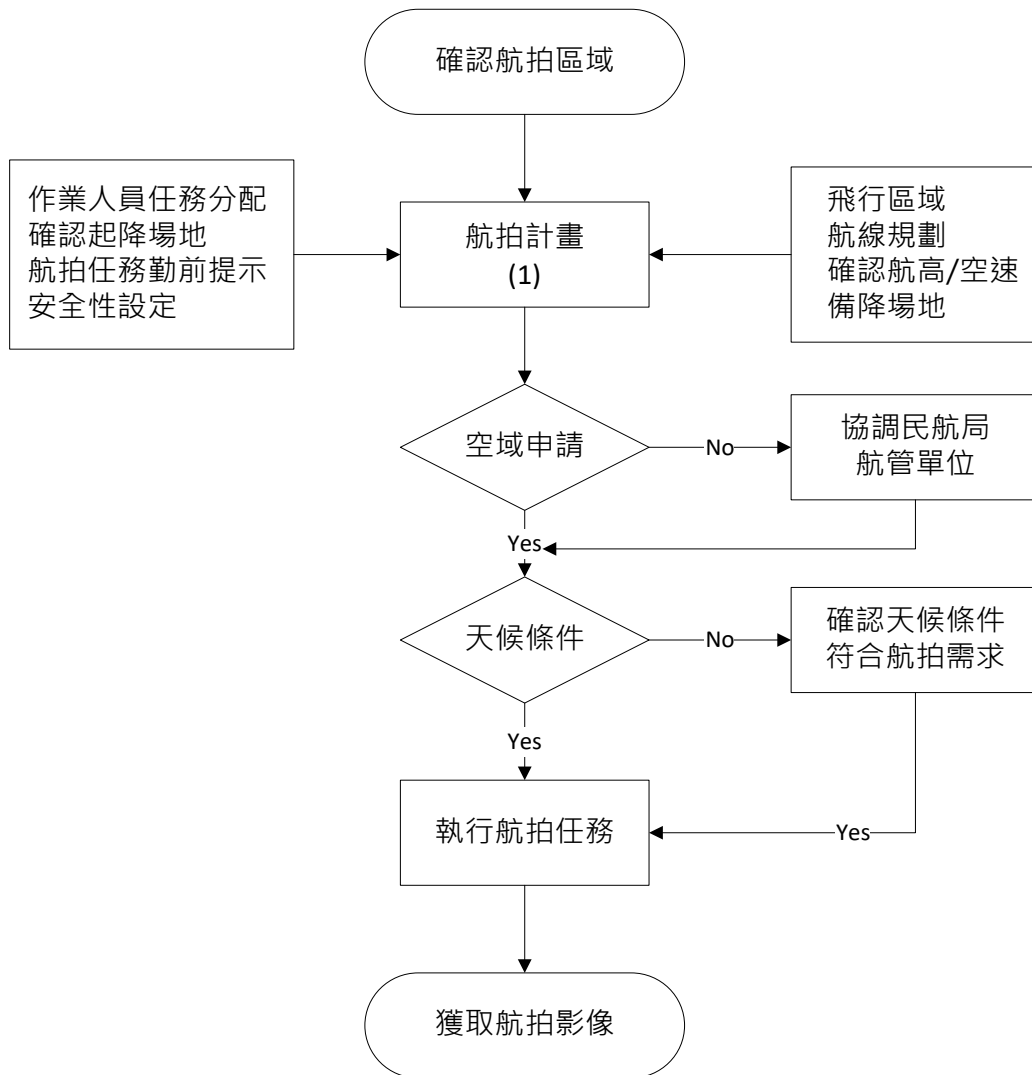 確認航拍區域
作業人員任務分配
確認起降場地
航拍任務勤前提示
安全性設定
航拍計畫
(1)
飛行區域
航線規劃
確認航高/空速
備降場地
空域申請
No
協調民航局
航管單位
Yes
天候條件
No
確認天候條件
符合航拍需求
Yes
執行航拍任務
Yes
獲取航拍影像